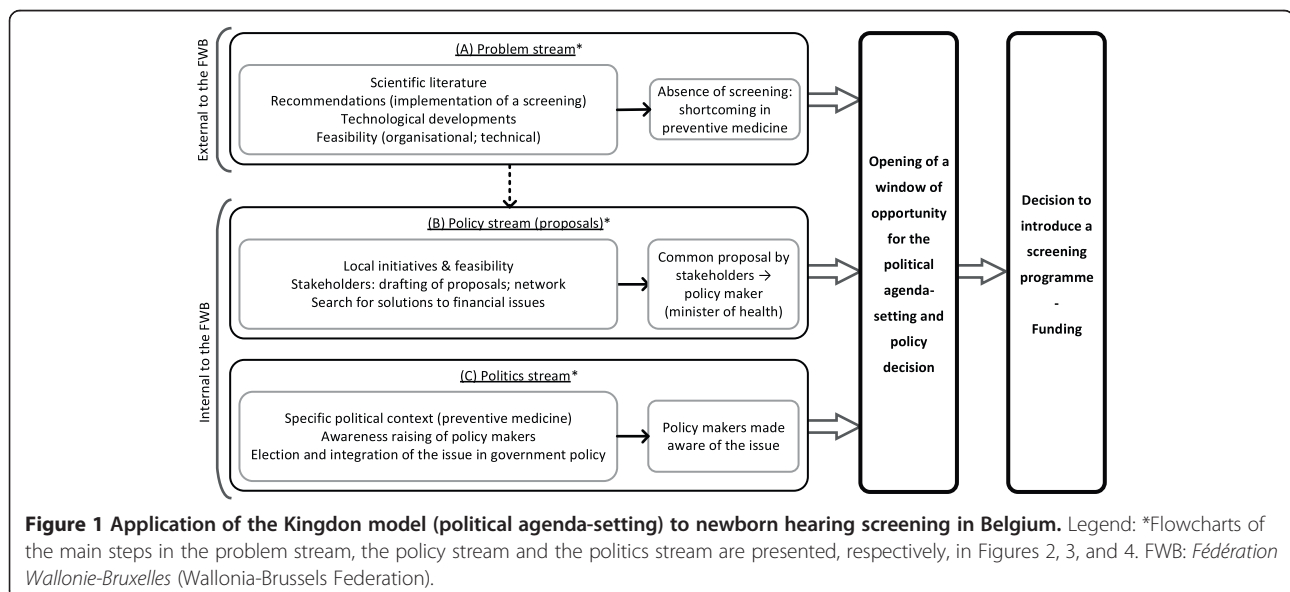 External to the FWB
(A) Problem stream*
Scientific literature
Recommendations (implementation of a screening)
Technological developments
Feasibility (organisational; technical)
Absence of screening:
shortcoming in
preventive medicine
Internal to the FWB
(B) Policy stream (proposals)*
Local initiatives & feasibility
Stakeholders: drafting of proposals; network
Search for solutions to financial issues
Common proposal by
stakeholders →
policy maker
(minister of health)
(C) Politics stream*
Specific political context (preventive medicine)
Awareness raising of policy makers
Election and integration of the issue in government policy
Policy makers made
aware of the issue
Opening of a
window of
opportunity
for the
political
agenda-
setting and
policy
decision
Decision to
introduce a
screening
programme
-
Funding
Figure 1 Application of the Kingdon model (political agenda-setting) to newborn hearing screening in Belgium. Legend: *Flowcharts of
the main steps in the problem stream, the policy stream and the politics stream are presented, respectively, in Figures 2, 3, and 4. FWB: Fédération
Wallonie-Bruxelles (Wallonia-Brussels Federation).